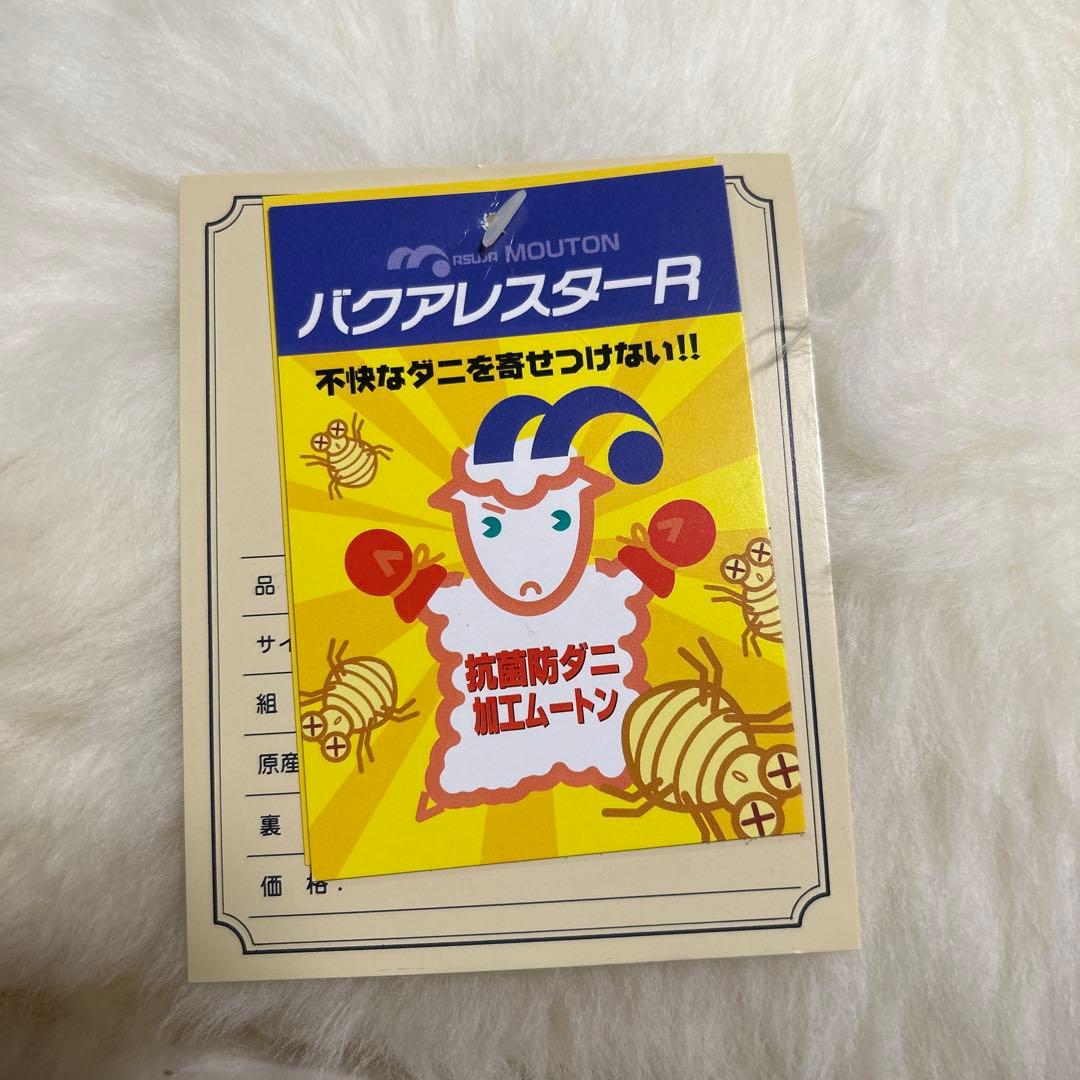 ASUWA MOUTON
バクアレスターR
不快なダニを寄せつけない!!
抗菌防ダニ
加工ムートン
品
サイ
組
原産
裏
価 格: